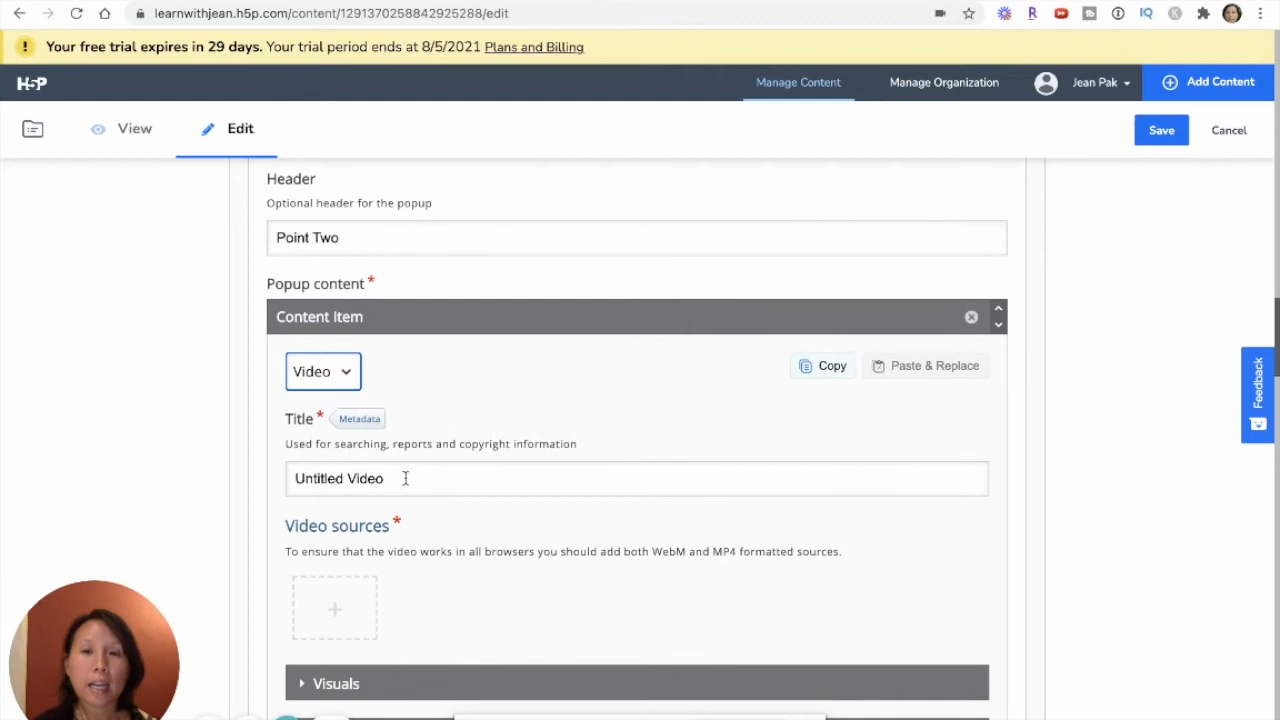 learnwithjean.h5p.com/content/1291370258842925288/edit
Your free trial expires in 29 days. Your trial period ends at 8/5/2021 Plans and Billing
H5P Manage Content Manage Organization Jean Pak Add Content
View Edit Save Cancel
Header
Optional header for the popup
Point Two
Popup content *
Content Item
Video Copy Paste & Replace
Title * Metadata
Used for searching, reports and copyright information
Untitled Video
Video sources *
To ensure that the video works in all browsers you should add both WebM and MP4 formatted sources.
Visuals
Feedback